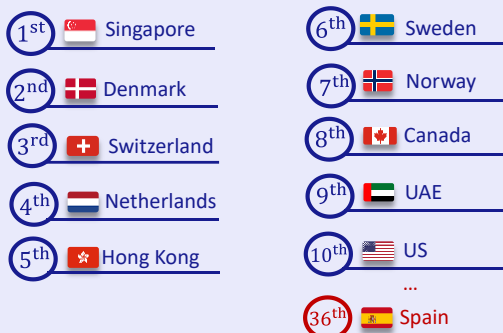 1st Singapore
2nd Denmark
3rd Switzerland
4th Netherlands
5th Hong Kong
6th Sweden
7th Norway
8th Canada
9th UAE
10th US
...
36th Spain